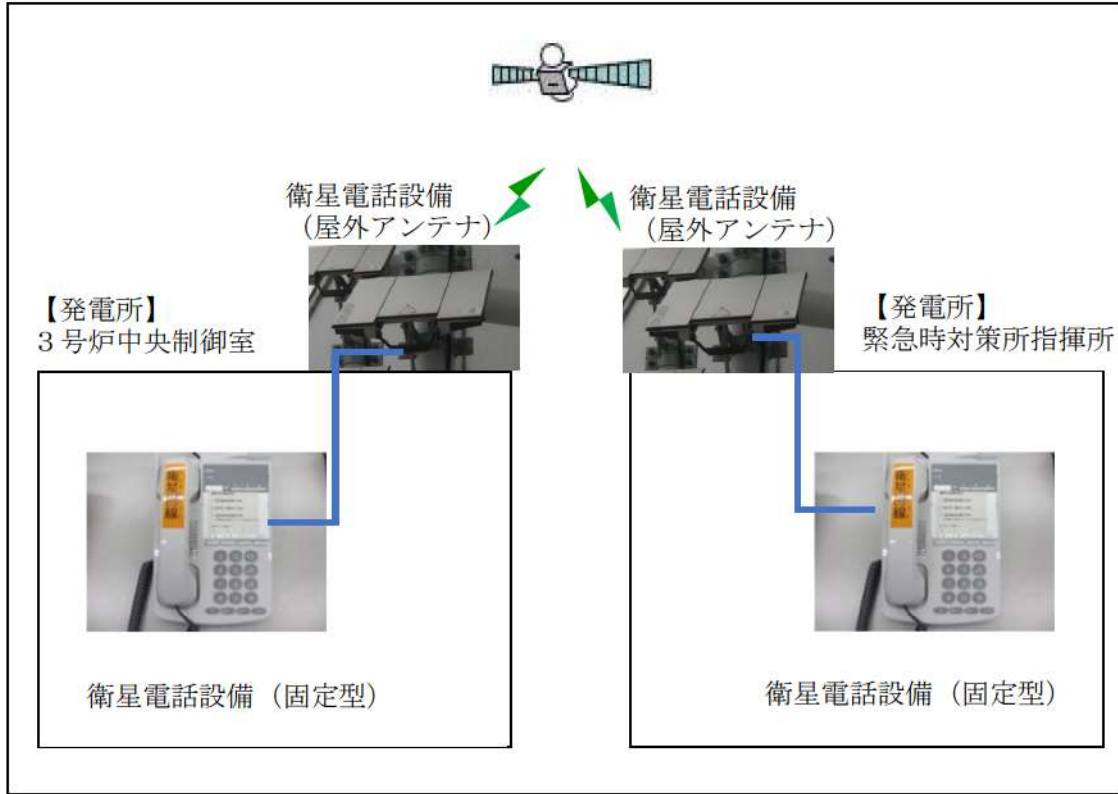 衛星電話設備
（屋外アンテナ）
衛星電話設備
（屋外アンテナ）
【発電所】
３号炉中央制御室
【発電所】
緊急時対策所指揮所
衛星電話設備（固定型）
衛星電話設備（固定型）